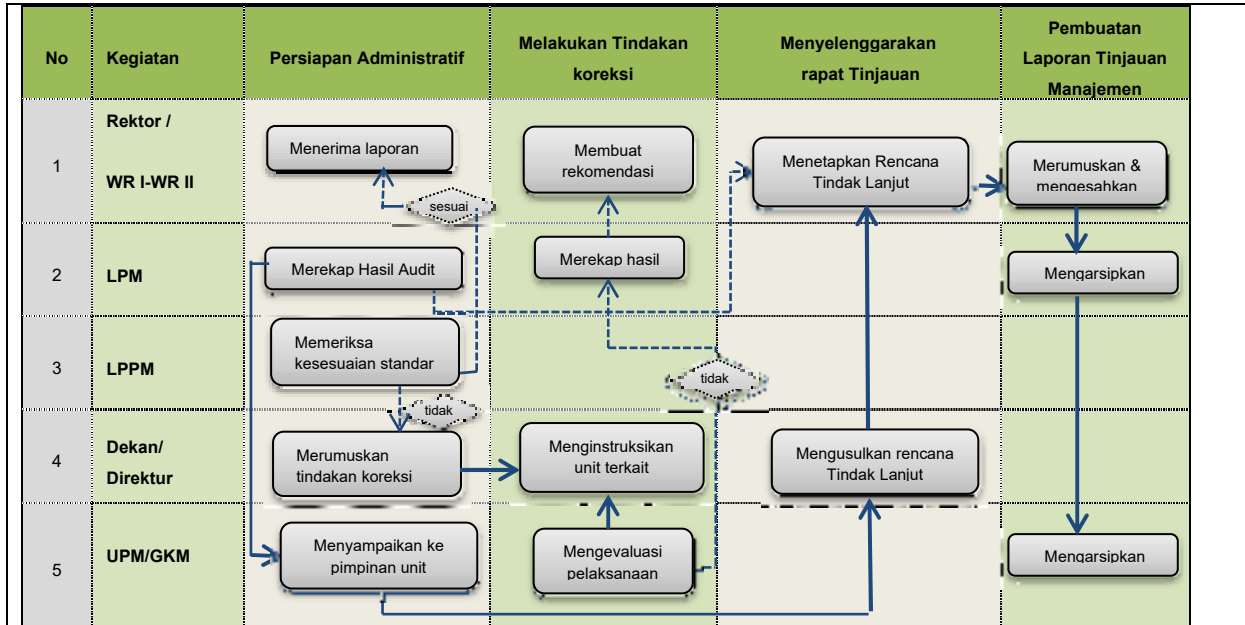 No
Kegiatan
Persiapan Administratif
Melakukan Tindakan
koreksi
Menyelenggarakan
rapat Tinjauan
Pembuatan
Laporan Tinjauan
Manajemen
1
Rektor /
WR I-WR II
Menerima laporan
sesuai
Membuat
rekomendasi
Menetapkan Rencana
Tindak Lanjut
Merumuskan &
mengesahkan
2
LPM
Merekap Hasil Audit
Merekap hasil
Mengarsipkan
3
LPPM
Memeriksa
kesesuaian standar
tidak
tidak
4
Dekan/
Direktur
Merumuskan
tindakan koreksi
Menginstruksikan
unit terkait
Mengusulkan rencana
Tindak Lanjut
5
UPM/GKM
Menyampaikan ke
pimpinan unit
Mengevaluasi
pelaksanaan
Mengarsipkan